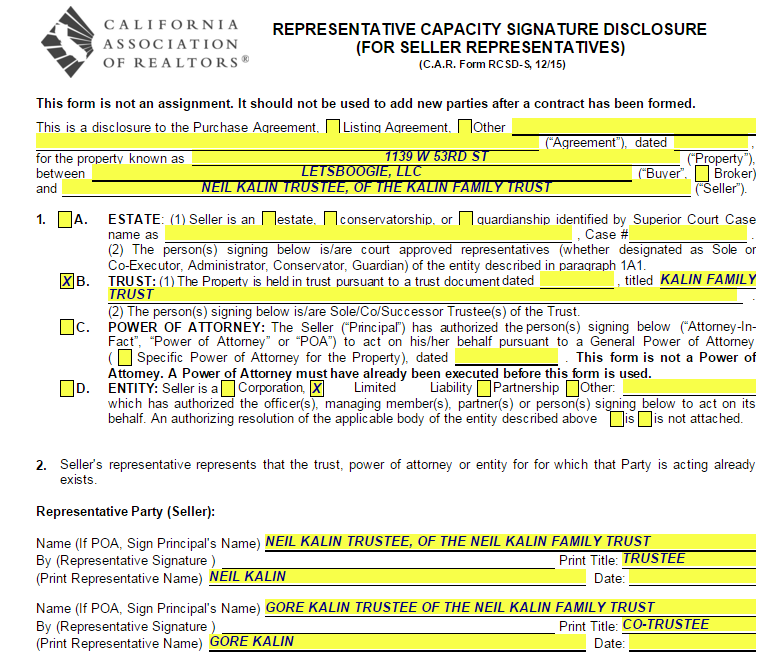 CALIFORNIA
ASSOCIATION
OF REALTORS®
REPRESENTATIVE CAPACITY SIGNATURE DISCLOSURE
(FOR SELLER REPRESENTATIVES)
(C.A.R. Form RCSD-S, 12/15)
This form is not an assignment. It should not be used to add new parties after a contract has been formed.
This is a disclosure to the Purchase Agreement, Listing Agreement, Other
("Agreement"), dated ,
for the property known as 1139 W 53RD ST ("Property"),
between LETSBOOGIE, LLC ("Buyer", Broker)
and NEIL KALIN TRUSTEE, OF THE KALIN FAMILY TRUST ("Seller").
1. A. ESTATE: (1) Seller is an estate, conservatorship, or guardianship identified by Superior Court Case
name as , Case # .
(2) The person(s) signing below is/are court approved representatives (whether designated as Sole or
Co-Executor, Administrator, Conservator, Guardian) of the entity described in paragraph 1A1.
X B. TRUST: (1) The Property is held in trust pursuant to a trust document dated , titled KALIN FAMILY
TRUST .
(2) The person(s) signing below is/are Sole/Co/Successor Trustee(s) of the Trust.
C. POWER OF ATTORNEY: The Seller ("Principal") has authorized the person(s) signing below ("Attorney-In-
Fact", "Power of Attorney" or "POA") to act on his/her behalf pursuant to a General Power of Attorney
( Specific Power of Attorney for the Property), dated . This form is not a Power of
Attorney. A Power of Attorney must have already been executed before this form is used.
D. ENTITY: Seller is a Corporation, X Limited Liability Partnership Other:
which has authorized the officer(s), managing member(s), partner(s) or person(s) signing below to act on its
behalf. An authorizing resolution of the applicable body of the entity described above is is not attached.
2. Seller's representative represents that the trust, power of attorney or entity for for which that Party is acting already
exists.
Representative Party (Seller):
Name (If POA, Sign Principal's Name) NEIL KALIN TRUSTEE, OF THE NEIL KALIN FAMILY TRUST
By (Representative Signature ) Print Title: TRUSTEE
(Print Representative Name) NEIL KALIN Date:
Name (If POA, Sign Principal's Name) GORE KALIN TRUSTEE OF THE NEIL KALIN FAMILY TRUST
By (Representative Signature ) Print Title: CO-TRUSTEE
(Print Representative Name) GORE KALIN Date: